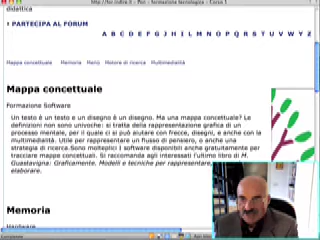 http://for.indire.it - Pol: - formazione tecnologica - Corso 1
didattica
› PARTECIPA AL FORUM
A B C D E F G H I J L M N O P Q R S T U V W Y Z
Mappa concettuale Memoria Menù Motore di ricerca Multimedialità
Mappa concettuale
Formazione Software
Un testo è un testo e un disegno è un disegno. Ma una mappa concettuale? Le
definizioni non sono univoche: si tratta della rappresentazione grafica di un
processo mentale, per il quale ci si può aiutare con frecce, disegni, e anche con la
multimedialità. Utile per rappresentare un flusso di pensiero, o anche una
strategia di ricerca.Sono molteplici i software disponibili anche gratuitamente per
tracciare mappe concettuali. Si raccomanda agli interessati l'ultimo libro di M.
Guastavigna: Graficamente. Modelli e tecniche per rappresentare,
elaborare.
Memoria
Hardware